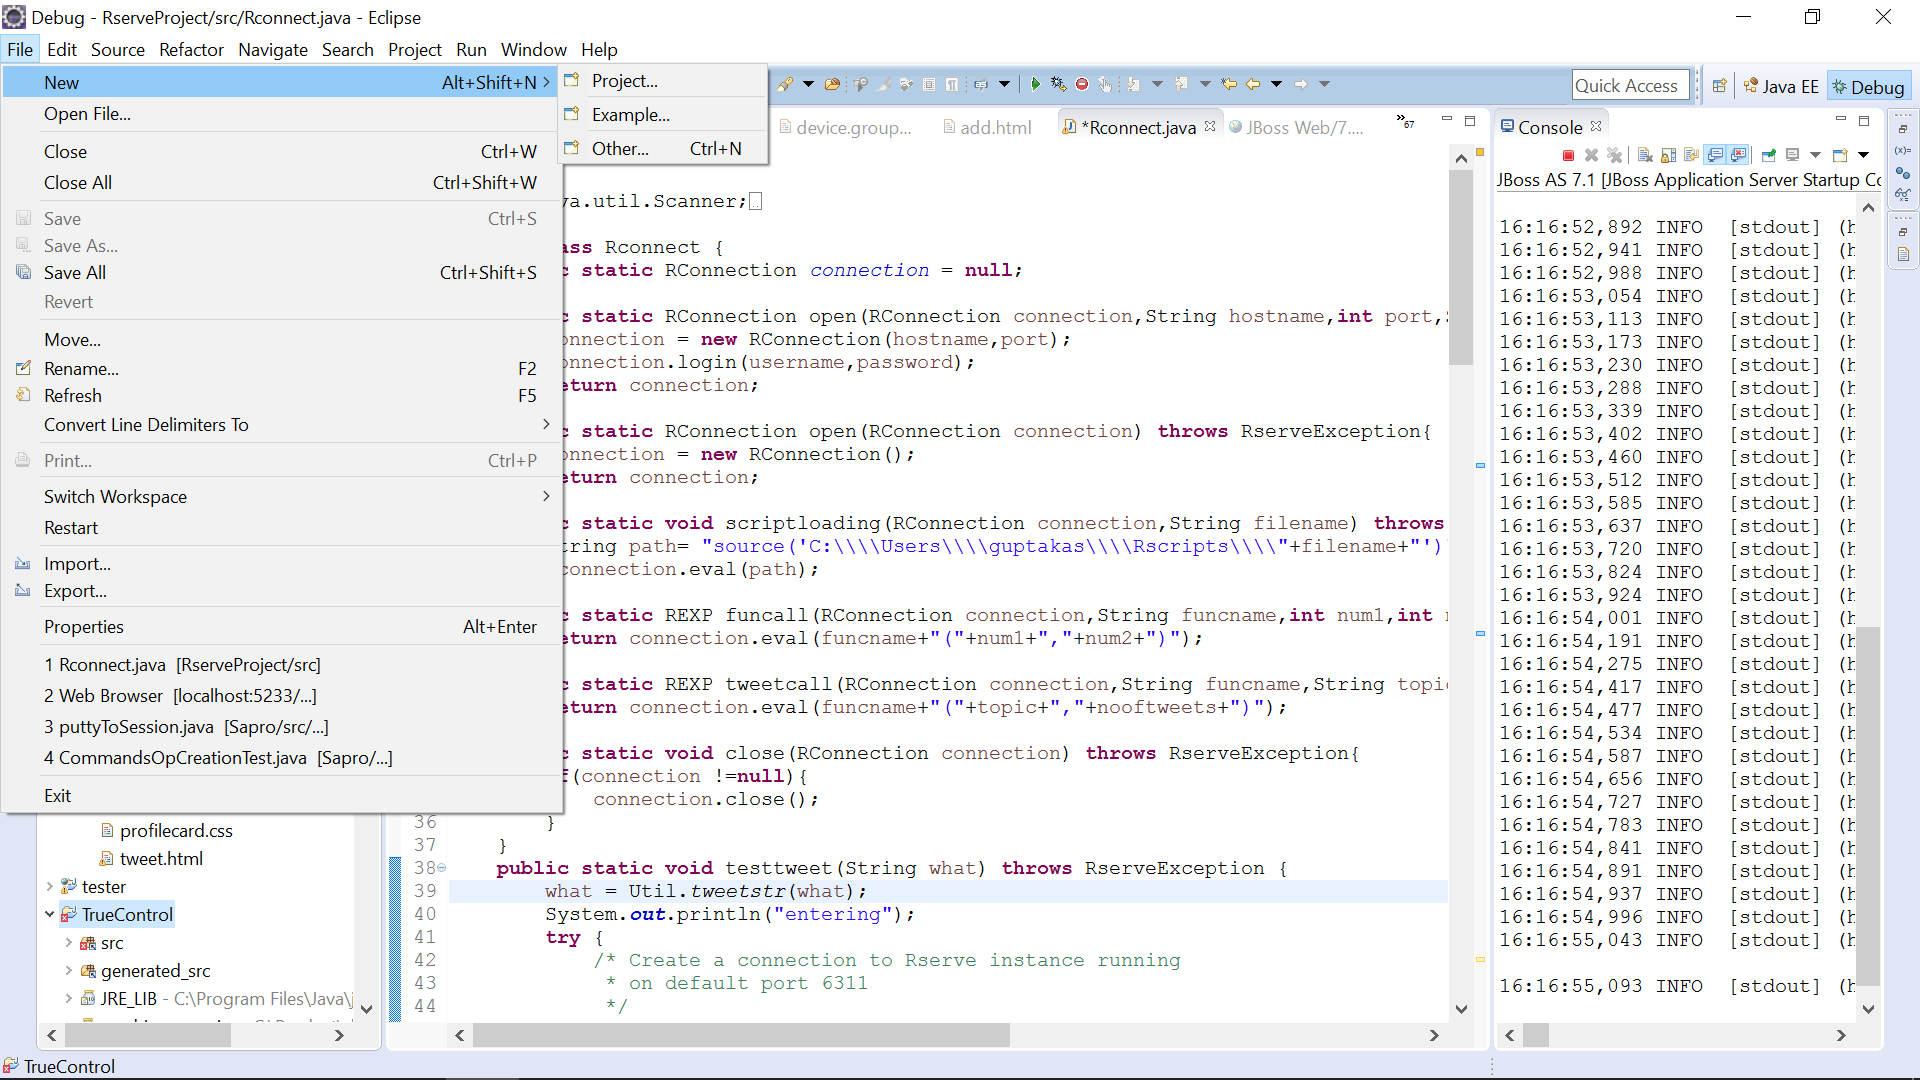 Debug - RserveProject/src/Rconnect.java - Eclipse
File Edit Source Refactor Navigate Search Project Run Window Help
New Alt+Shift+N
Open File...
Close Ctrl+W
Close All Ctrl+Shift+W
Save Ctrl+S
Save As...
Save All Ctrl+Shift+S
Revert
Move...
Rename... F2
Refresh F5
Convert Line Delimiters To
Print... Ctrl+P
Switch Workspace
Restart
Import...
Export...
Properties Alt+Enter
1 Rconnect.java [RserveProject/src]
2 Web Browser [localhost:5233/...]
3 puttyToSession.java [Sapro/src/...]
4 CommandsOpCreationTest.java [Sapro/...]
Exit
Project...
Example...
Other... Ctrl+N
Quick Access
Java EE
Debug
device.group...
add.html
*Rconnect.java
JBoss Web/7....
»67
va.util.Scanner;
ass Rconnect {
c static RConnection connection = null;
c static RConnection open(RConnection connection,String hostname,int port,
onnection = new RConnection(hostname,port);
onnection.login(username,password);
eturn connection;
c static RConnection open(RConnection connection) throws RserveException{
onnection = new RConnection();
eturn connection;
c static void scriptloading(RConnection connection,String filename) throws
tring path= "source('C:\\\\Users\\\\guptakas\\\\Rscripts\\\\"+filename+"')
connection.eval(path);
c static REXP funcall(RConnection connection,String funcname,int num1,int
eturn connection.eval(funcname+"("+num1+","+num2+")");
c static REXP tweetcall(RConnection connection,String funcname,String topi
eturn connection.eval(funcname+"("+topic+","+nooftweets+")");
c static void close(RConnection connection) throws RserveException{
f(connection !=null){
connection.close();
36 }
37 }
38 public static void testtweet(String what) throws RserveException {
39 what = Util.tweetstr(what);
40 System.out.println("entering");
41 try {
42 /* Create a connection to Rserve instance running
43 * on default port 6311
44 */
profilecard.css
tweet.html
tester
TrueControl
src
generated_src
JRE_LIB - C:\Program Files\Java\j
Console
JBoss AS 7.1 [JBoss Application Server Startup Co
16:16:52,892 INFO [stdout] (h
16:16:52,941 INFO [stdout] (h
16:16:52,988 INFO [stdout] (h
16:16:53,054 INFO [stdout] (h
16:16:53,113 INFO [stdout] (h
16:16:53,173 INFO [stdout] (h
16:16:53,230 INFO [stdout] (h
16:16:53,288 INFO [stdout] (h
16:16:53,339 INFO [stdout] (h
16:16:53,402 INFO [stdout] (h
16:16:53,460 INFO [stdout] (h
16:16:53,512 INFO [stdout] (h
16:16:53,585 INFO [stdout] (h
16:16:53,637 INFO [stdout] (h
16:16:53,720 INFO [stdout] (h
16:16:53,824 INFO [stdout] (h
16:16:53,924 INFO [stdout] (h
16:16:54,001 INFO [stdout] (h
16:16:54,191 INFO [stdout] (h
16:16:54,275 INFO [stdout] (h
16:16:54,417 INFO [stdout] (h
16:16:54,477 INFO [stdout] (h
16:16:54,534 INFO [stdout] (h
16:16:54,587 INFO [stdout] (h
16:16:54,656 INFO [stdout] (h
16:16:54,727 INFO [stdout] (h
16:16:54,783 INFO [stdout] (h
16:16:54,841 INFO [stdout] (h
16:16:54,891 INFO [stdout] (h
16:16:54,937 INFO [stdout] (h
16:16:54,996 INFO [stdout] (h
16:16:55,043 INFO [stdout] (h
16:16:55,093 INFO [stdout] (h
TrueControl